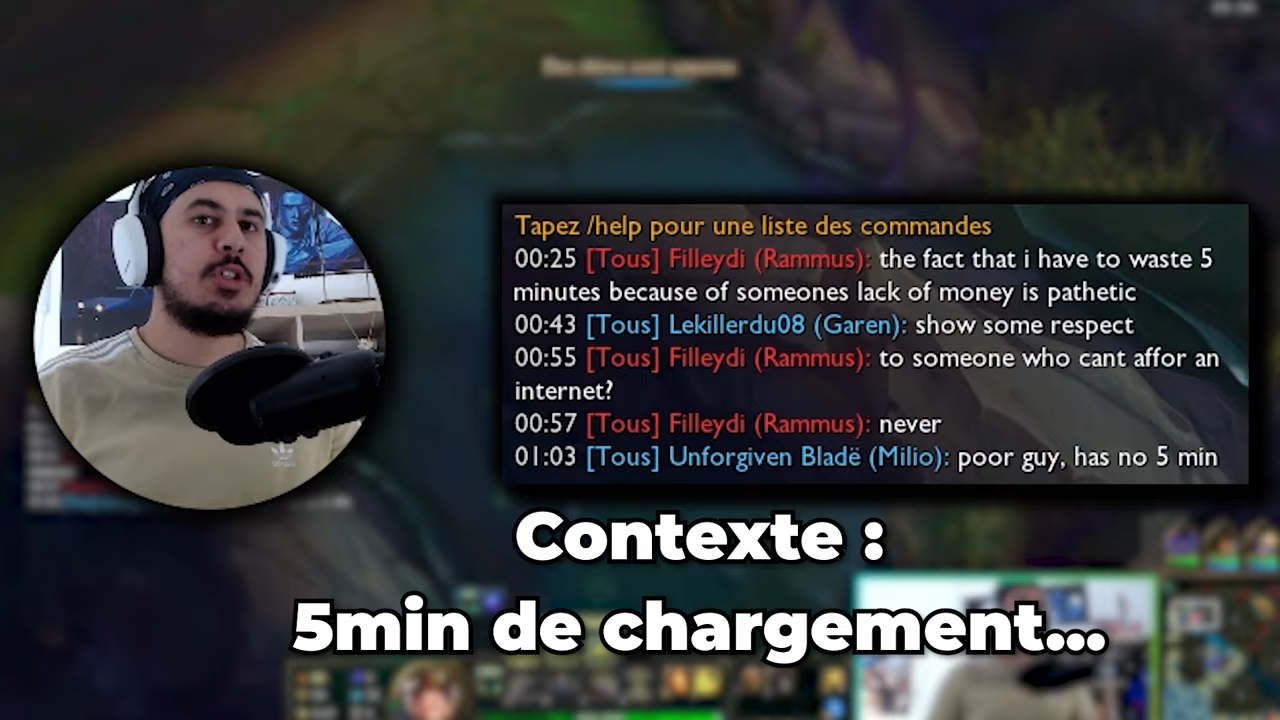 Tapez /help pour une liste des commandes
00:25 [Tous] Filleydi (Rammus): the fact that i have to waste 5
minutes because of someones lack of money is pathetic
00:43 [Tous] Lekillerdu08 (Garen): show some respect
00:55 [Tous] Filleydi (Rammus): to someone who cant affor an
internet?
00:57 [Tous] Filleydi (Rammus): never
01:03 [Tous] Unforgiven Bladë (Milio): poor guy, has no 5 min
Contexte :
5min de chargement...